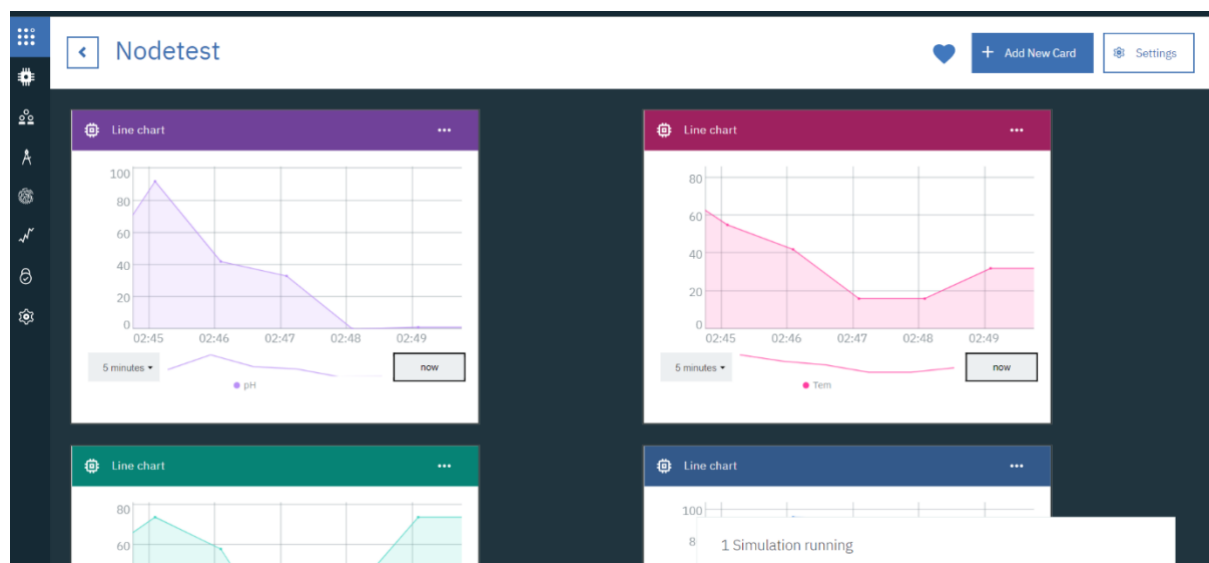 Nodetest
+ Add New Card
Settings
Line chart
100
80
60
40
20
0
02:45 02:46 02:47 02:48 02:49
5 minutes
now
pH
Line chart
80
60
40
20
0
02:45 02:46 02:47 02:48 02:49
5 minutes
now
Tem
Line chart
80
60
Line chart
100
8
1 Simulation running